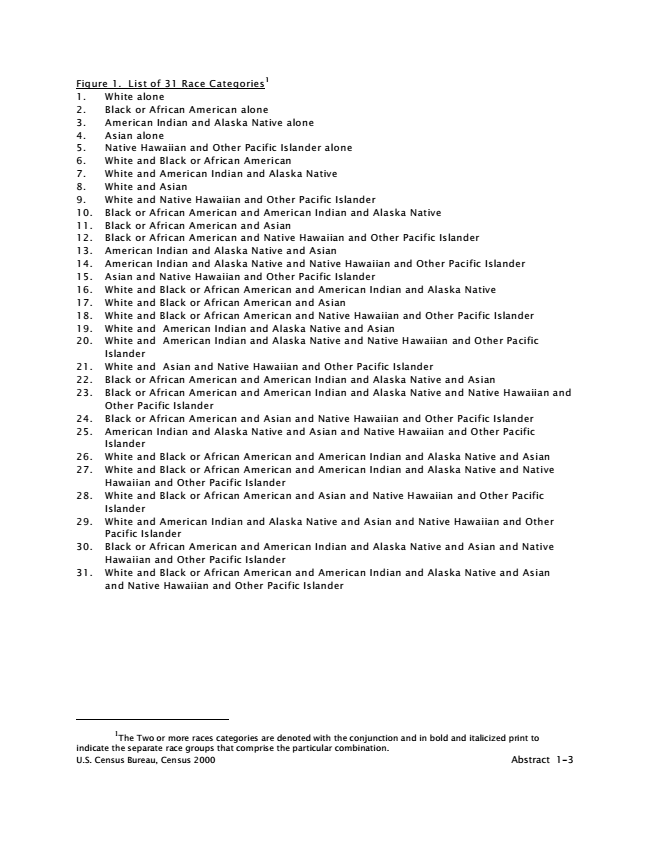 Figure 1. List of 31 Race Categories1
1. White alone
2. Black or African American alone
3. American Indian and Alaska Native alone
4. Asian alone
5. Native Hawaiian and Other Pacific Islander alone
6. White and Black or African American
7. White and American Indian and Alaska Native
8. White and Asian
9. White and Native Hawaiian and Other Pacific Islander
10. Black or African American and American Indian and Alaska Native
11. Black or African American and Asian
12. Black or African American and Native Hawaiian and Other Pacific Islander
13. American Indian and Alaska Native and Asian
14. American Indian and Alaska Native and Native Hawaiian and Other Pacific Islander
15. Asian and Native Hawaiian and Other Pacific Islander
16. White and Black or African American and American Indian and Alaska Native
17. White and Black or African American and Asian
18. White and Black or African American and Native Hawaiian and Other Pacific Islander
19. White and American Indian and Alaska Native and Asian
20. White and American Indian and Alaska Native and Native Hawaiian and Other Pacific
Islander
21. White and Asian and Native Hawaiian and Other Pacific Islander
22. Black or African American and American Indian and Alaska Native and Asian
23. Black or African American and American Indian and Alaska Native and Native Hawaiian and
Other Pacific Islander
24. Black or African American and Asian and Native Hawaiian and Other Pacific Islander
25. American Indian and Alaska Native and Asian and Native Hawaiian and Other Pacific
Islander
26. White and Black or African American and American Indian and Alaska Native and Asian
27. White and Black or African American and American Indian and Alaska Native and Native
Hawaiian and Other Pacific Islander
28. White and Black or African American and Asian and Native Hawaiian and Other Pacific
Islander
29. White and American Indian and Alaska Native and Asian and Native Hawaiian and Other
Pacific Islander
30. Black or African American and American Indian and Alaska Native and Asian and Native
Hawaiian and Other Pacific Islander
31. White and Black or African American and American Indian and Alaska Native and Asian
and Native Hawaiian and Other Pacific Islander
1The Two or more races categories are denoted with the conjunction and in bold and italicized print to
indicate the separate race groups that comprise the particular combination.
U.S. Census Bureau, Census 2000 Abstract 1-3